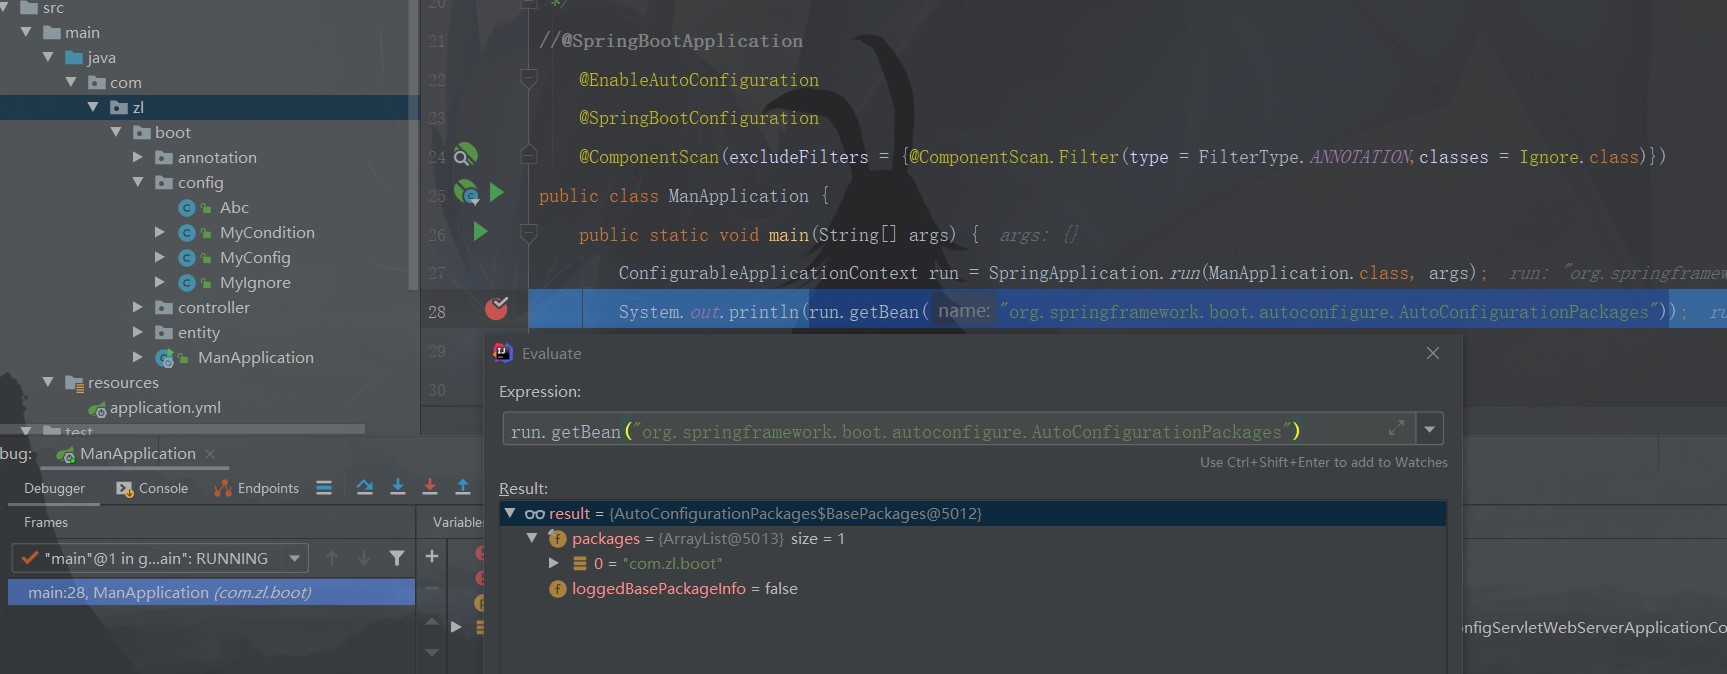 src
main
java
com
zl
boot
annotation
config
Abc
MyCondition
MyConfig
MyIgnore
controller
entity
ManApplication
resources
application.yml
test
20 */
21 //@SpringBootApplication
22 @EnableAutoConfiguration
23 @SpringBootConfiguration
24 @ComponentScan(excludeFilters = {@ComponentScan.Filter(type = FilterType.ANNOTATION,classes = Ignore.class)})
25 public class ManApplication {
26 public static void main(String[] args) { args: {}
27 ConfigurableApplicationContext run = SpringApplication.run(ManApplication.class, args); run: "org.springframew
28 System.out.println(run.getBean( name: "org.springframework.boot.autoconfigure.AutoConfigurationPackages")); ru
29
30
Evaluate
Expression:
run.getBean("org.springframework.boot.autoconfigure.AutoConfigurationPackages")
Use Ctrl+Shift+Enter to add to Watches
Result:
result = {AutoConfigurationPackages$BasePackages@5012}
packages = {ArrayList@5013} size = 1
0 = "com.zl.boot"
loggedBasePackageInfo = false
bug: ManApplication
Debugger Console Endpoints
Frames Variable
"main"@1 in g...ain": RUNNING
main:28, ManApplication (com.zl.boot)
nfigServletWebServerApplicationCo